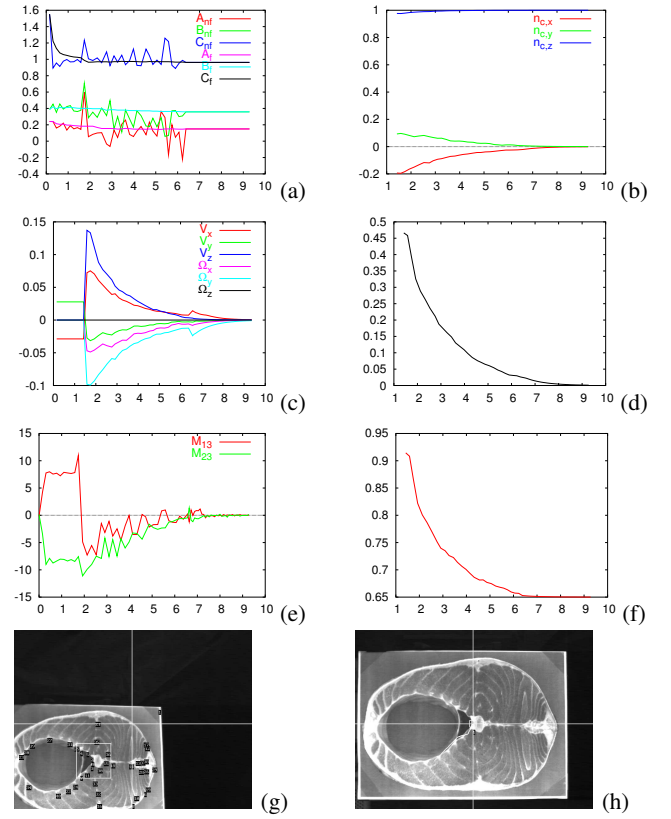 1.6
1.4
1.2
1
0.8
0.6
0.4
0.2
0
0.2
0.4
0 1 2 3 4 5 6 7 8 9 10
A_nf
B_nf
C_nf
A_f
B_f
C_f
(a)
1
0.8
0.6
0.4
0.2
0
-0.2
1 2 3 4 5 6 7 8 9 10
n_c,x
n_c,y
n_c,z
(b)
0.15
0.1
0.05
0
-0.05
-0.1
0 1 2 3 4 5 6 7 8 9 10
V_x
V_y
V_z
Ω_x
Ω_y
Ω_z
(c)
0.5
0.45
0.4
0.35
0.3
0.25
0.2
0.15
0.1
0.05
0
1 2 3 4 5 6 7 8 9 10
(d)
15
10
5
0
-5
-10
-15
0 1 2 3 4 5 6 7 8 9 10
M_13
M_23
(e)
0.95
0.9
0.85
0.8
0.75
0.7
0.65
1 2 3 4 5 6 7 8 9 10
(f)
(g)
(h)